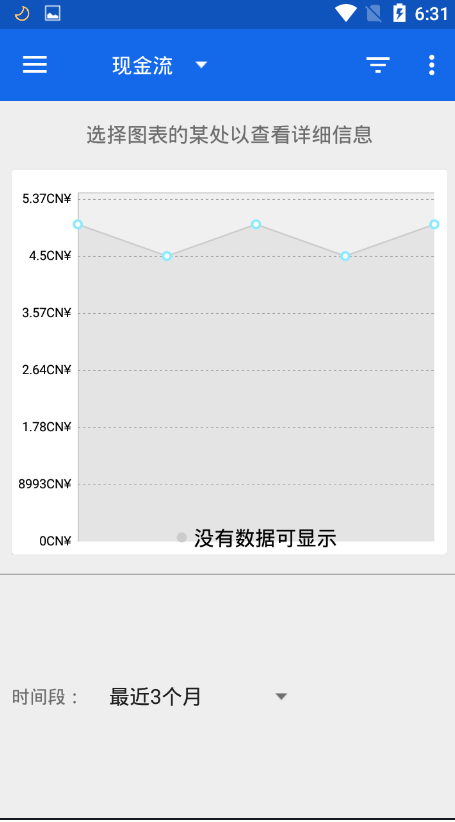 6:31
现金流
选择图表的某处以查看详细信息
5.37CN¥
4.5CN¥
3.57CN¥
2.64CN¥
1.78CN¥
8993CN¥
0CN¥
没有数据可显示
时间段： 最近3个月